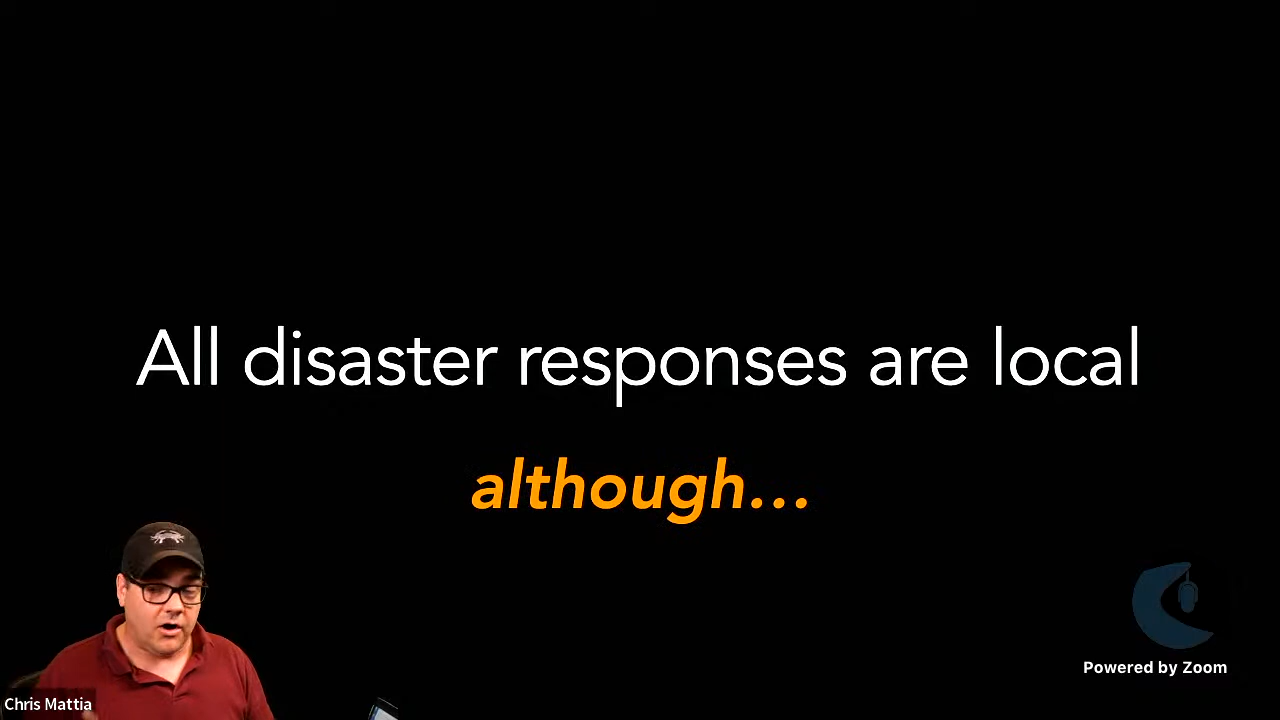 All disaster responses are local
although...
Powered by Zoom
Chris Mattia